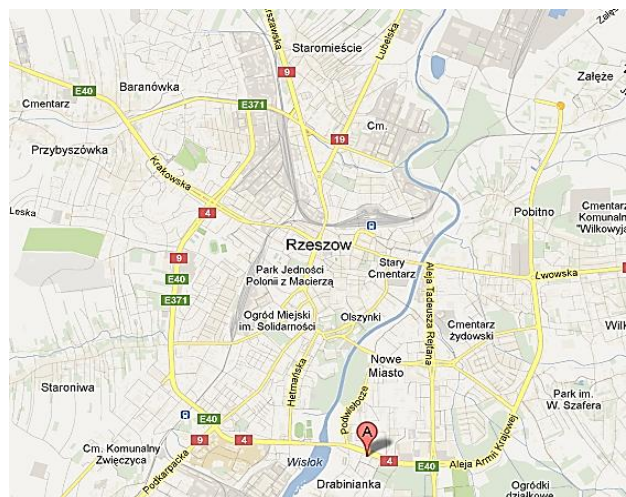 Staromieście
Lubelska
9
4
E40
Baranówka
Załęże
Cmentarz
E371
Cm.
19
Przybyszówka
Krakowska
4
Leska
Pobitno
Cmentarz
Komunalny
"Wilkowyja
Rzeszow
9
E40
E371
Stary
Cmentarz
Park Jedności
Polonii z Macierzą
Lwowska
Aleja Tadeusza Rejtana
Ogród Miejski
im. Solidarności
Olszynki
Cmentarz
żydowski
Nowe
Miasto
Staroniwa
Hetmańska
Podwisłocze
Park im.
W. Szafera
E40
9
4
A
Cm. Komunalny
Zwięczyca
Podkarpacka
Wisłok
4
E40
Aleja Armii Krajowej
Drabinianka
Ogródki
działkowe